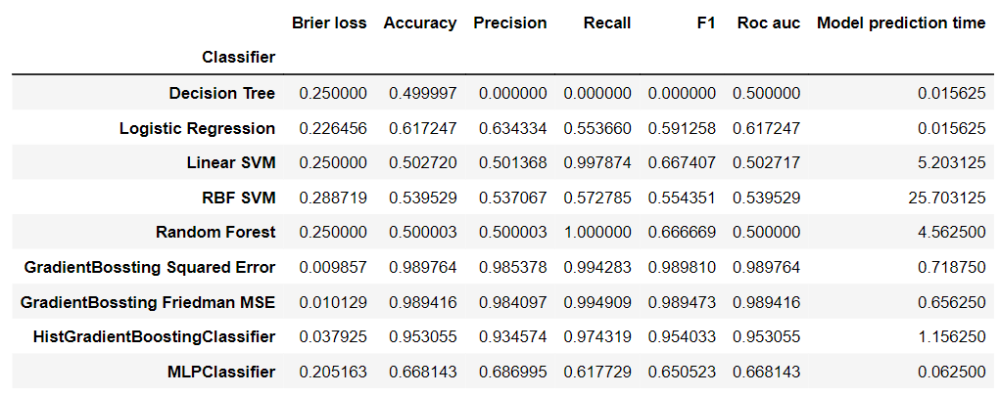 Brier loss Accuracy Precision Recall F1 Roc auc Model prediction time
Classifier
Decision Tree 0.250000 0.499997 0.000000 0.000000 0.000000 0.500000 0.015625
Logistic Regression 0.226456 0.617247 0.634334 0.553660 0.591258 0.617247 0.015625
Linear SVM 0.250000 0.502720 0.501368 0.997874 0.667407 0.502717 5.203125
RBF SVM 0.288719 0.539529 0.537067 0.572785 0.554351 0.539529 25.703125
Random Forest 0.250000 0.500003 0.500003 1.000000 0.666669 0.500000 4.562500
GradientBossting Squared Error 0.009857 0.989764 0.985378 0.994283 0.989810 0.989764 0.718750
GradientBossting Friedman MSE 0.010129 0.989416 0.984097 0.994909 0.989473 0.989416 0.656250
HistGradientBoostingClassifier 0.037925 0.953055 0.934574 0.974319 0.954033 0.953055 1.156250
MLPClassifier 0.205163 0.668143 0.686995 0.617729 0.650523 0.668143 0.062500